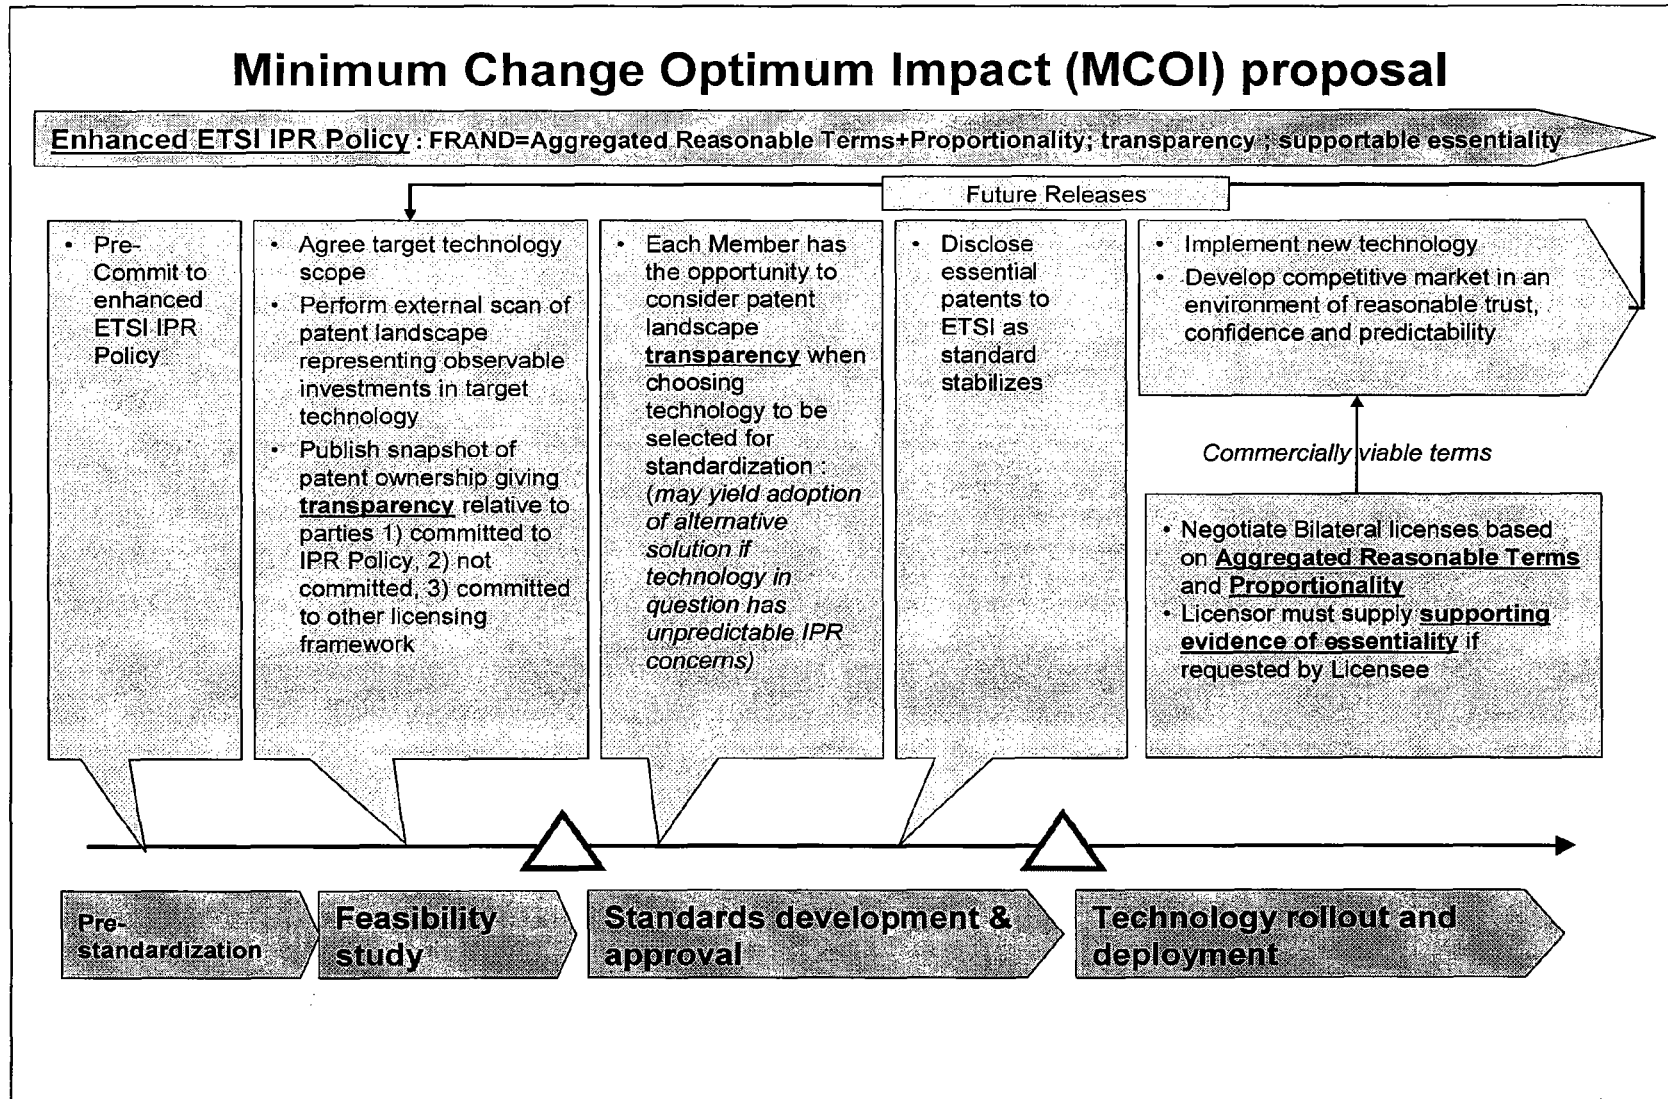 Minimum Change Optimum Impact (MCOI) proposal
Enhanced ETSI IPR Policy : FRAND=Aggregated Reasonable Terms+Proportionality; transparency ; supportable essentiality
Future Releases
• Pre-
Commit to
enhanced
ETSI IPR
Policy
• Agree target technology
scope
• Perform external scan of
patent landscape
representing observable
investments in target
technology
• Publish snapshot of
patent ownership giving
transparency relative to
parties 1) committed to
IPR Policy, 2) not
committed, 3) committed
to other licensing
framework
• Each Member has
the opportunity to
consider patent
landscape
transparency when
choosing
technology to be
selected for
standardization :
(may yield adoption
of alternative
solution if
technology in
question has
unpredictable IPR
concerns)
• Disclose
essential
patents to
ETSI as
standard
stabilizes
• Implement new technology
• Develop competitive market in an
environment of reasonable trust,
confidence and predictability
Commercially viable terms
• Negotiate Bilateral licenses based
on Aggregated Reasonable Terms
and Proportionality
• Licensor must supply supporting
evidence of essentiality if
requested by Licensee
Pre-
standardization
Feasibility
study
Standards development &
approval
Technology rollout and
deployment